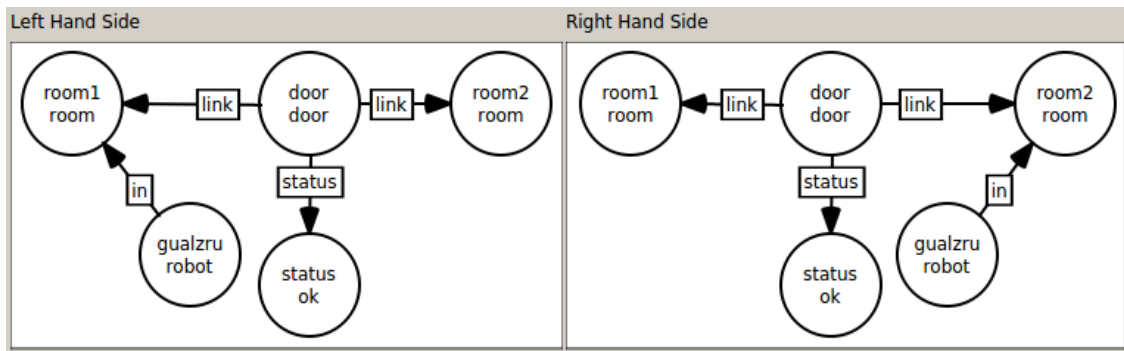 Left Hand Side
room1
room
link
door
door
link
room2
room
in
status
gualzru
robot
status
ok
Right Hand Side
room1
room
link
door
door
link
room2
room
status
in
status
ok
gualzru
robot